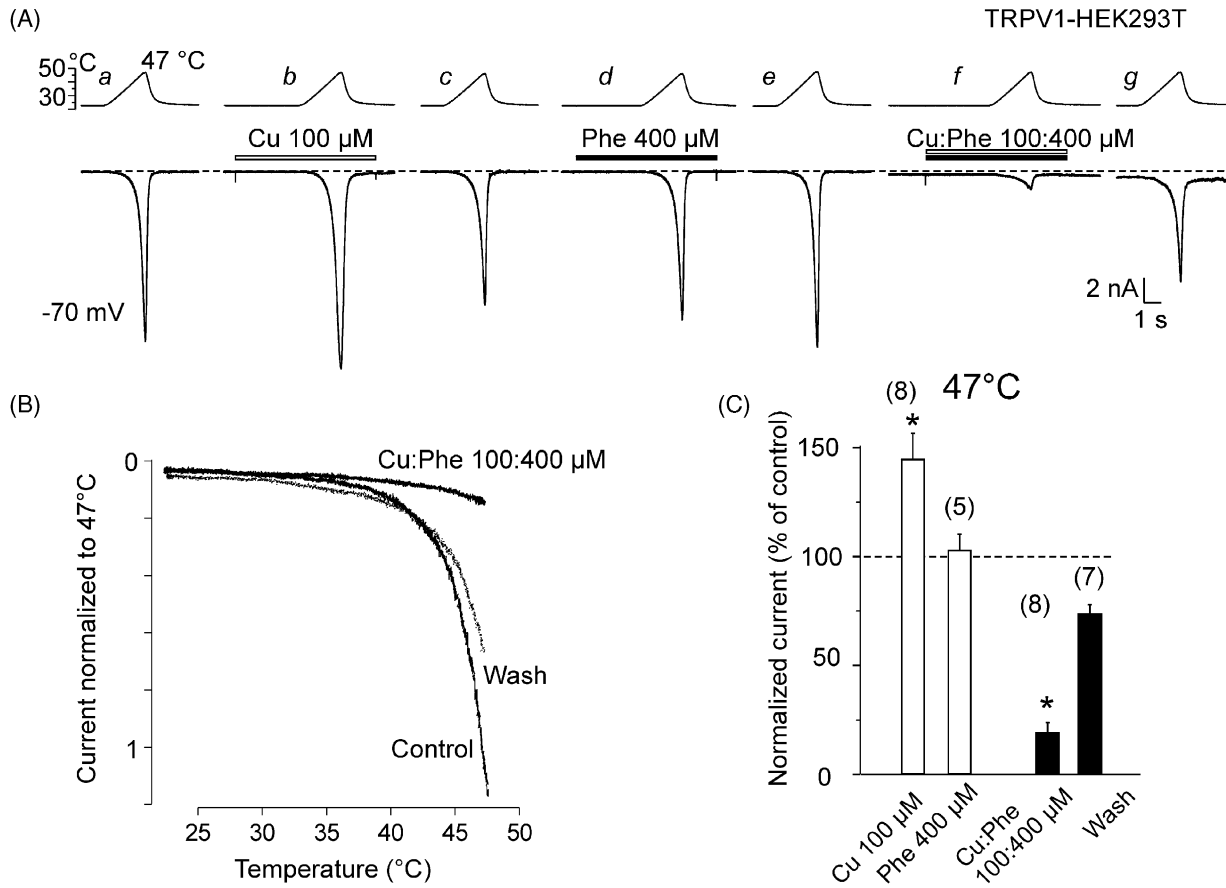 (A)
TRPV1-HEK293T
50 °C
30
47 °C
a
b
c
d
e
f
g
Cu 100 µM
Phe 400 µM
Cu:Phe 100:400 µM
-70 mV
2 nA
1 s
(B)
Cu:Phe 100:400 µM
Wash
Control
0
1
Current normalized to 47°C
25 30 35 40 45 50
Temperature (°C)
(C)
47°C
(8)
*
(5)
(8)
*
(7)
150
100
50
0
Normalized current (% of control)
Cu 100 µM
Phe 400 µM
Cu:Phe
100:400 µM
Wash